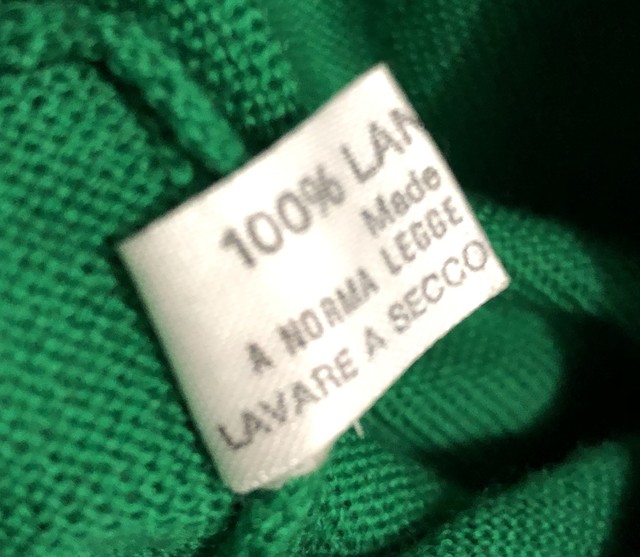 100% LAN
Made
A NORMA LEGGE
LAVARE A SECCO